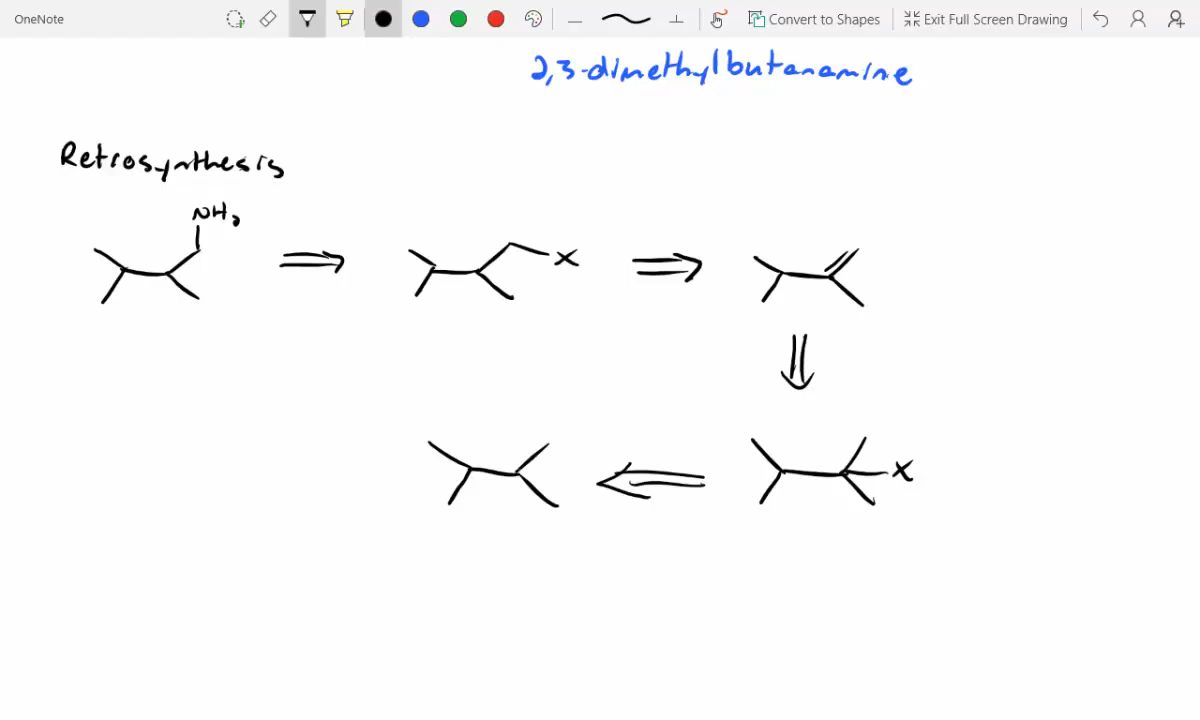 OneNote
Convert to Shapes
Exit Full Screen Drawing
2,3-dimethylbutanamine
Retrosynthesis
NH₂
X
X